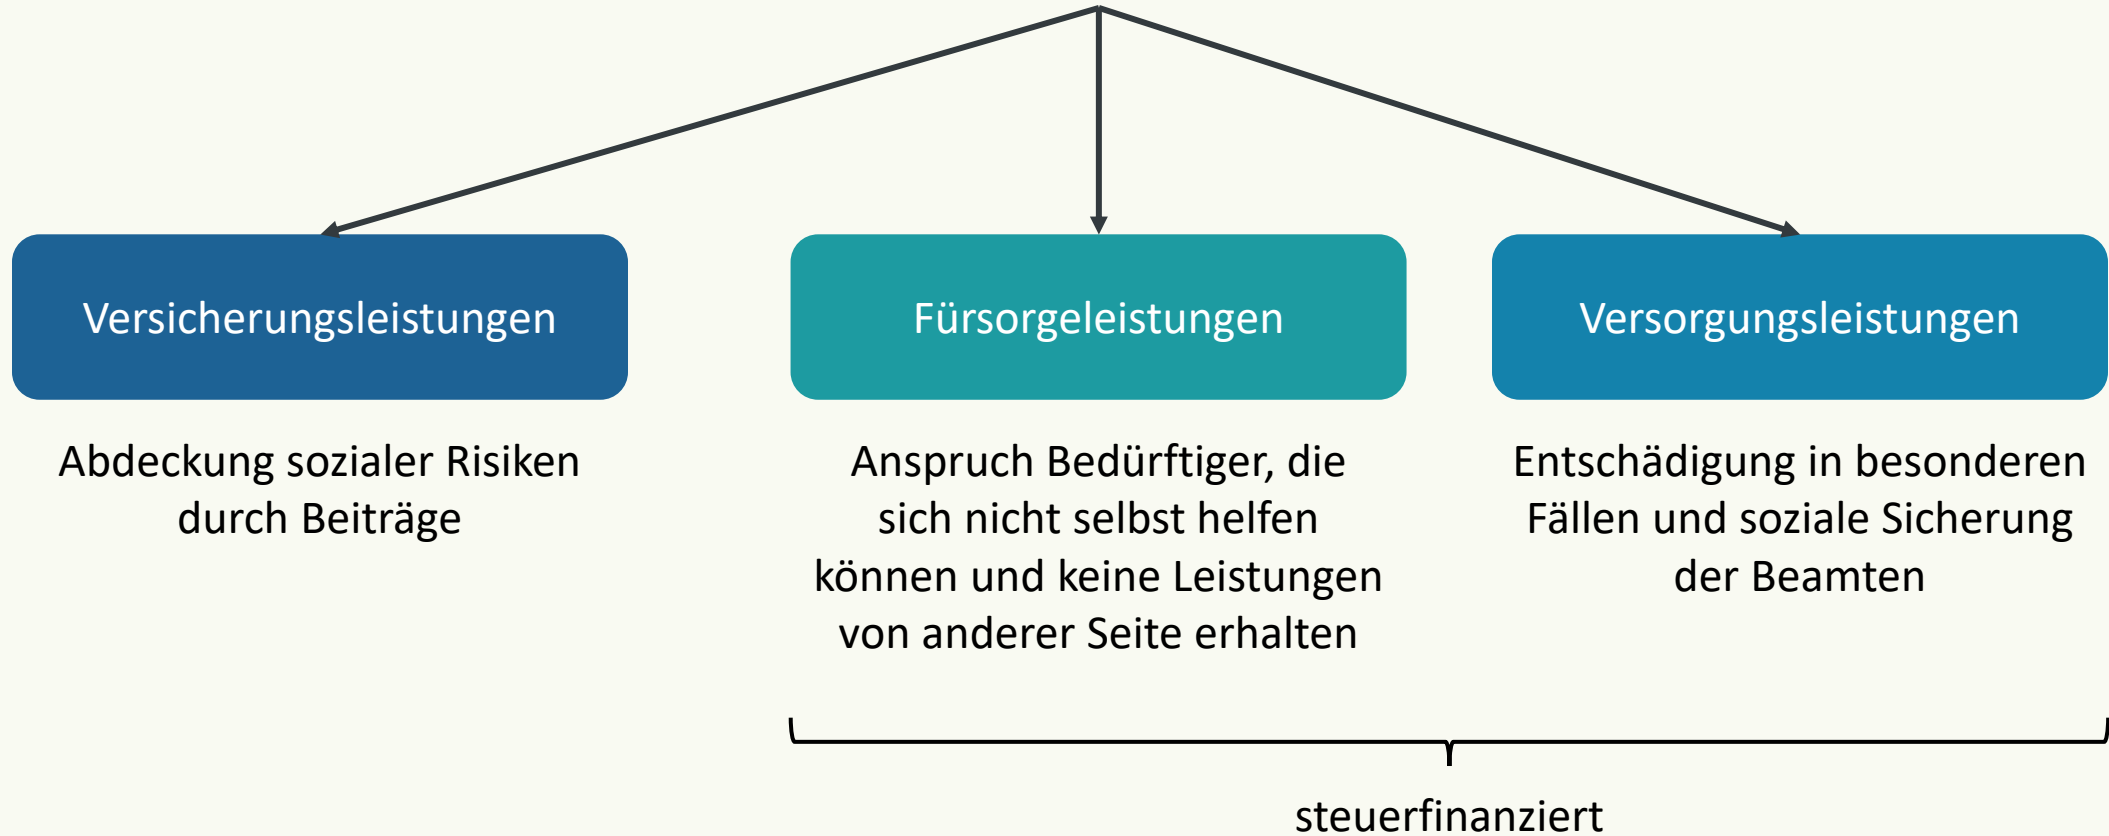 Versicherungsleistungen
Abdeckung sozialer Risiken
durch Beiträge
Fürsorgeleistungen
Anspruch Bedürftiger, die
sich nicht selbst helfen
können und keine Leistungen
von anderer Seite erhalten
Versorgungsleistungen
Entschädigung in besonderen
Fällen und soziale Sicherung
der Beamten
steuerfinanziert